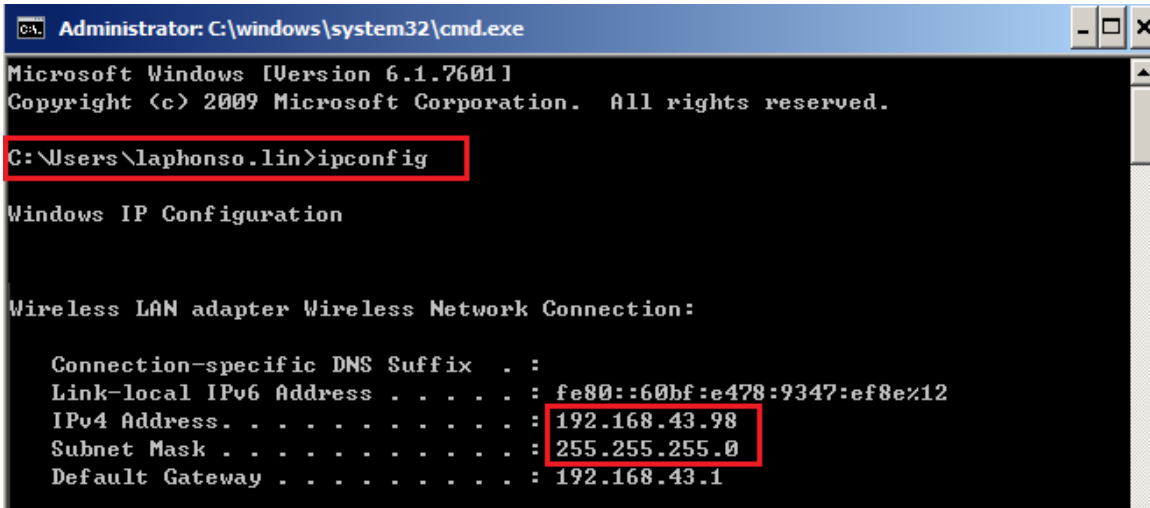 Administrator: C:\windows\system32\cmd.exe
Microsoft Windows [Version 6.1.7601]
Copyright (c) 2009 Microsoft Corporation.  All rights reserved.
C:\Users\laphonso.lin>ipconfig
Windows IP Configuration
Wireless LAN adapter Wireless Network Connection:
   Connection-specific DNS Suffix  . :
   Link-local IPv6 Address . . . . . : fe80::60bf:e478:9347:ef8e%12
   IPv4 Address. . . . . . . . . . . : 192.168.43.98
   Subnet Mask . . . . . . . . . . . : 255.255.255.0
   Default Gateway . . . . . . . . . : 192.168.43.1